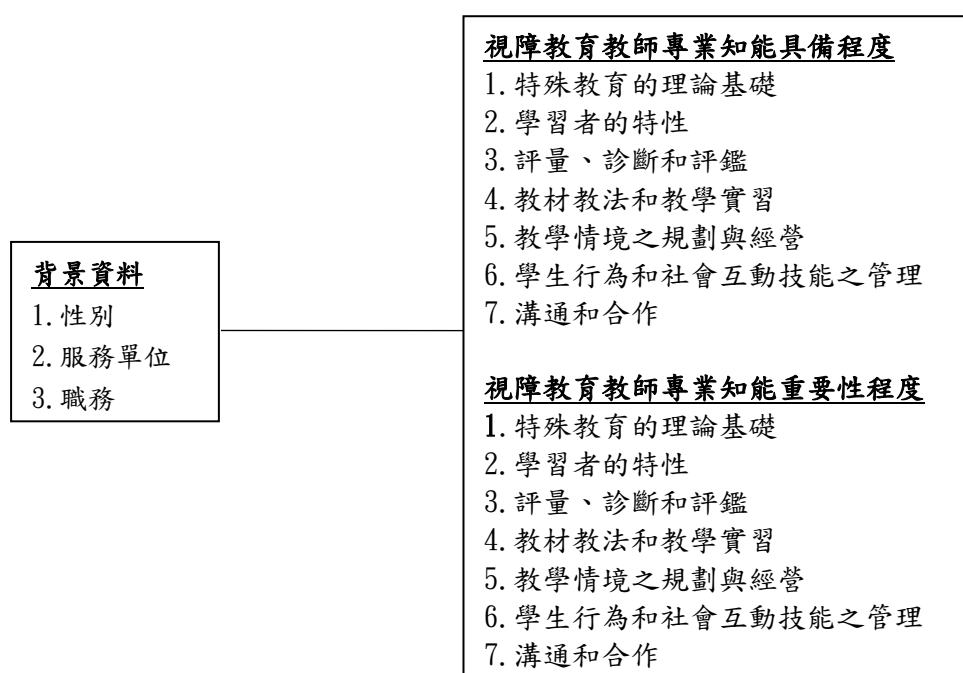 背景資料
1.性別
2.服務單位
3.職務
視障教育教師專業知能具備程度
1.特殊教育的理論基礎
2.學習者的特性
3.評量、診斷和評鑑
4.教材教法和教學實習
5.教學情境之規劃與經營
6.學生行為和社會互動技能之管理
7.溝通和合作
視障教育教師專業知能重要性程度
1.特殊教育的理論基礎
2.學習者的特性
3.評量、診斷和評鑑
4.教材教法和教學實習
5.教學情境之規劃與經營
6.學生行為和社會互動技能之管理
7.溝通和合作